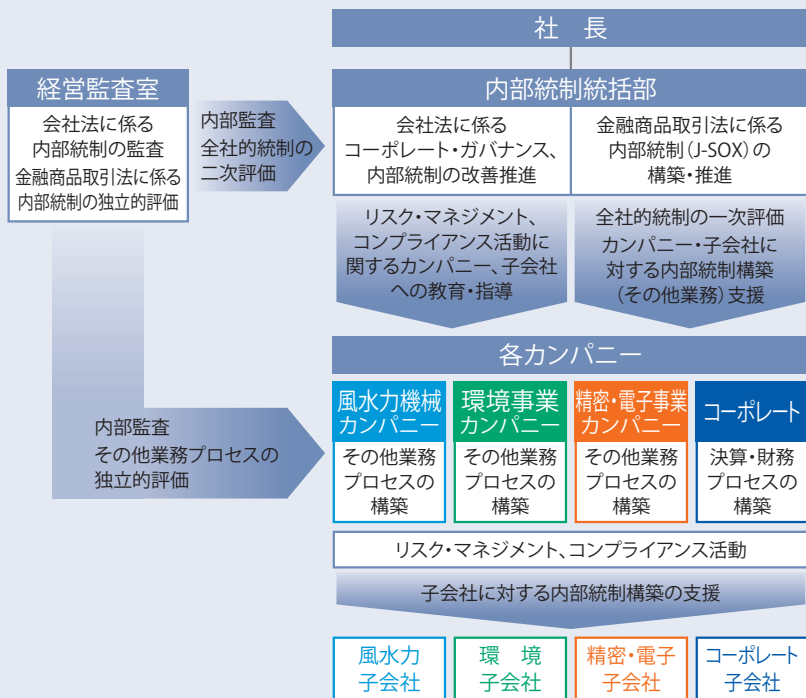 社　長
経営監査室
会社法に係る
内部統制の監査
金融商品取引法に係る
内部統制の独立的評価
内部監査
全社的統制の
二次評価
内部統制統括部
会社法に係る
コーポレート・ガバナンス、
内部統制の改善推進
金融商品取引法に係る
内部統制（J-SOX）の
構築・推進
リスク・マネジメント、
コンプライアンス活動に
関するカンパニー、子会社
への教育・指導
全社的統制の一次評価
カンパニー・子会社に
対する内部統制構築
（その他業務）支援
内部監査
その他業務プロセスの
独立的評価
各カンパニー
風水力機械
カンパニー
その他業務
プロセスの
構築
環境事業
カンパニー
その他業務
プロセスの
構築
精密・電子事業
カンパニー
その他業務
プロセスの
構築
コーポレート
決算・財務
プロセスの
構築
リスク・マネジメント、コンプライアンス活動
子会社に対する内部統制構築の支援
風水力
子会社
環　境
子会社
精密・電子
子会社
コーポレート
子会社